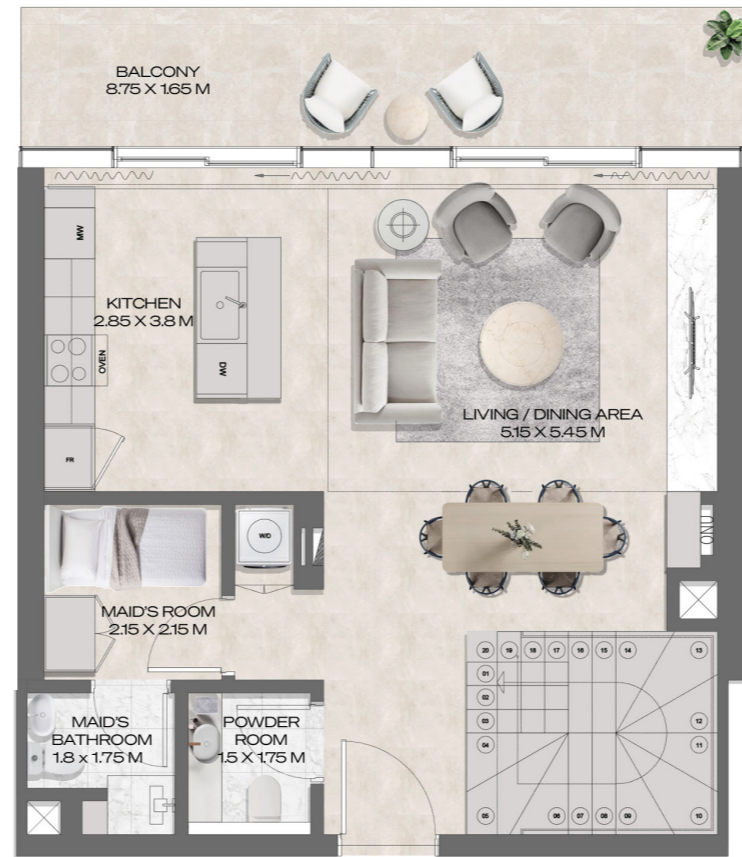 BALCONY
8.75 X 1.65 M
MW
KITCHEN
2.85 X 3.8 M
OVEN
DW
FR
LIVING / DINING AREA
5.15 X 5.45 M
ONU
W/D
MAID'S ROOM
2.15 X 2.15 M
MAID'S
BATHROOM
1.8 x 1.75 M
POWDER
ROOM
1.5 X 1.75 M
20 19 18 17 16 15 14 13
01
02
03 12
04 11
05 06 07 08 09 10